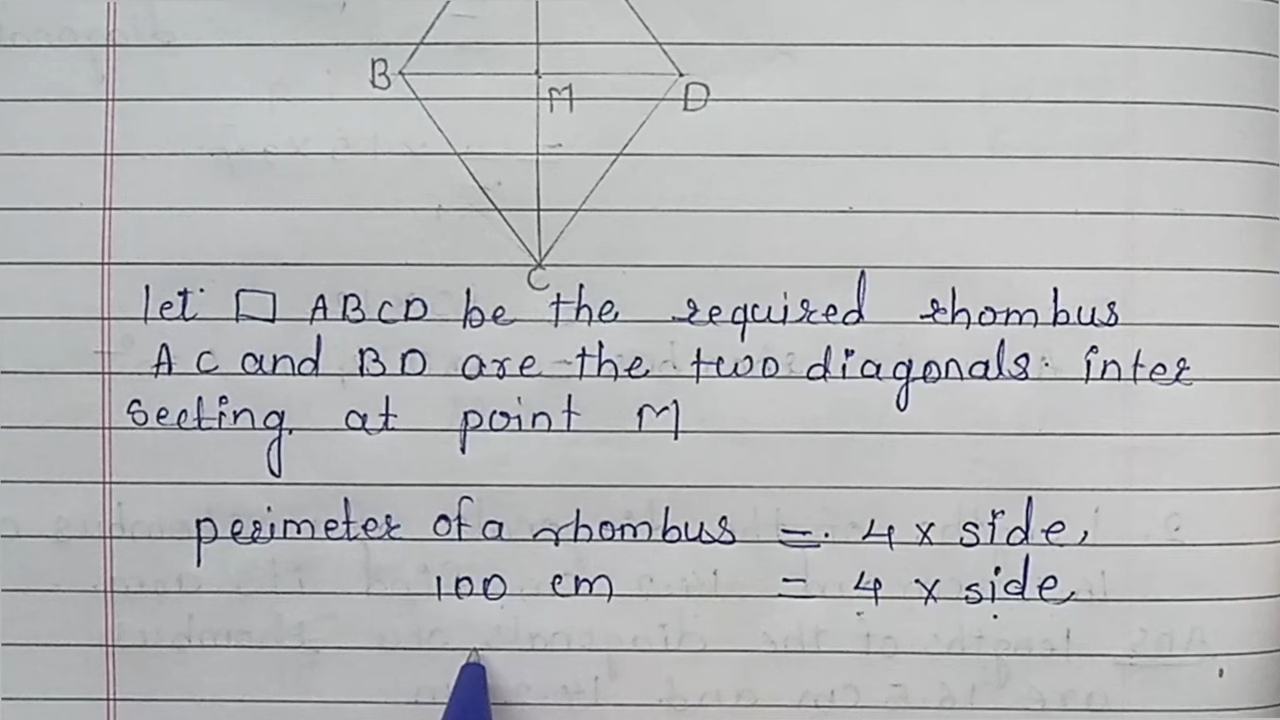 B
M
D
C
let □ ABCD be the required rhombus
AC and BD are the two diagonals. inter
secting. at point M
perimeter of a rhombus = 4 x side,
100 cm = 4 x side